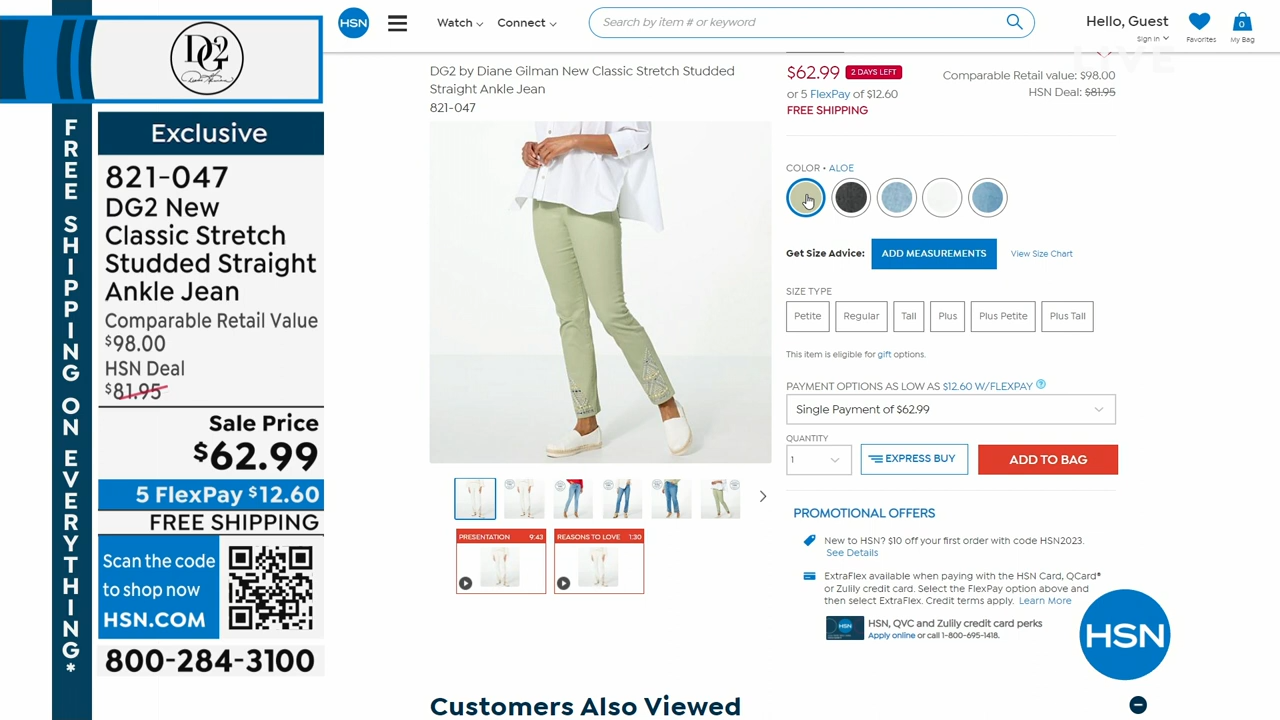 DG2
FREE SHIPPING ON EVERYTHING*
Exclusive
821-047
DG2 New
Classic Stretch
Studded Straight
Ankle Jean
Comparable Retail Value
$98.00
HSN Deal
$81.95
Sale Price
$62.99
5 FlexPay $12.60
FREE SHIPPING
Scan the code
to shop now
HSN.COM
800-284-3100
HSN
Watch
Connect
Search by item # or keyword
Hello, Guest
Sign In
Favorites
0
My Bag
LIVE
DG2 by Diane Gilman New Classic Stretch Studded
Straight Ankle Jean
821-047
$62.99 2 DAYS LEFT
or 5 FlexPay of $12.60
FREE SHIPPING
Comparable Retail value: $98.00
HSN Deal: $81.95
COLOR • ALOE
Get Size Advice: ADD MEASUREMENTS View Size Chart
SIZE TYPE
Petite Regular Tall Plus Plus Petite Plus Tall
This item is eligible for gift options.
PAYMENT OPTIONS AS LOW AS $12.60 W/FLEXPAY ?
Single Payment of $62.99
QUANTITY
1 EXPRESS BUY ADD TO BAG
PRESENTATION 9:43
REASONS TO LOVE 1:30
PROMOTIONAL OFFERS
New to HSN? $10 off your first order with code HSN2023.
See Details
ExtraFlex available when paying with the HSN Card, QCard®
or Zulily credit card. Select the FlexPay option above and
then select ExtraFlex. Credit terms apply. Learn More
HSN, QVC and Zulily credit card perks
Apply online or call 1-800-695-1418.
HSN
Customers Also Viewed